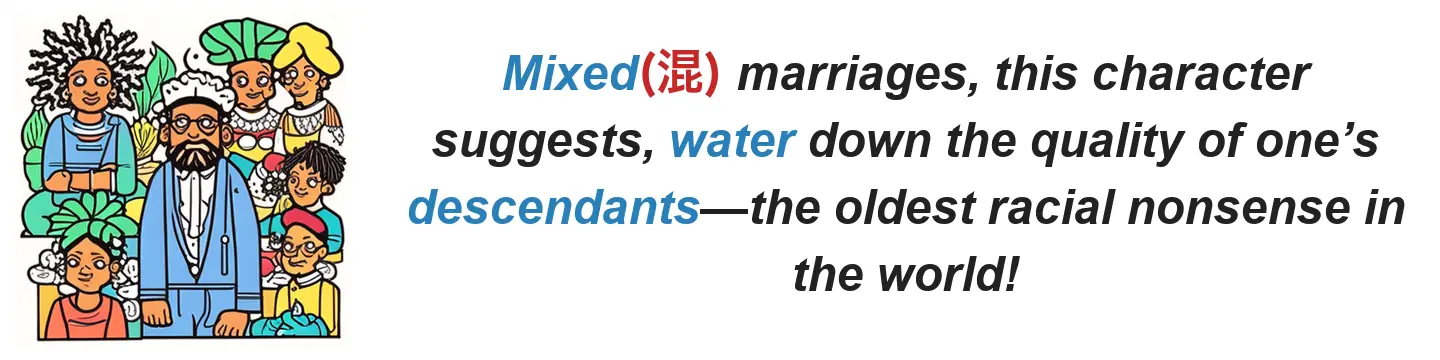 Mixed(混) marriages, this character
suggests, water down the quality of one’s
descendants—the oldest racial nonsense in
the world!